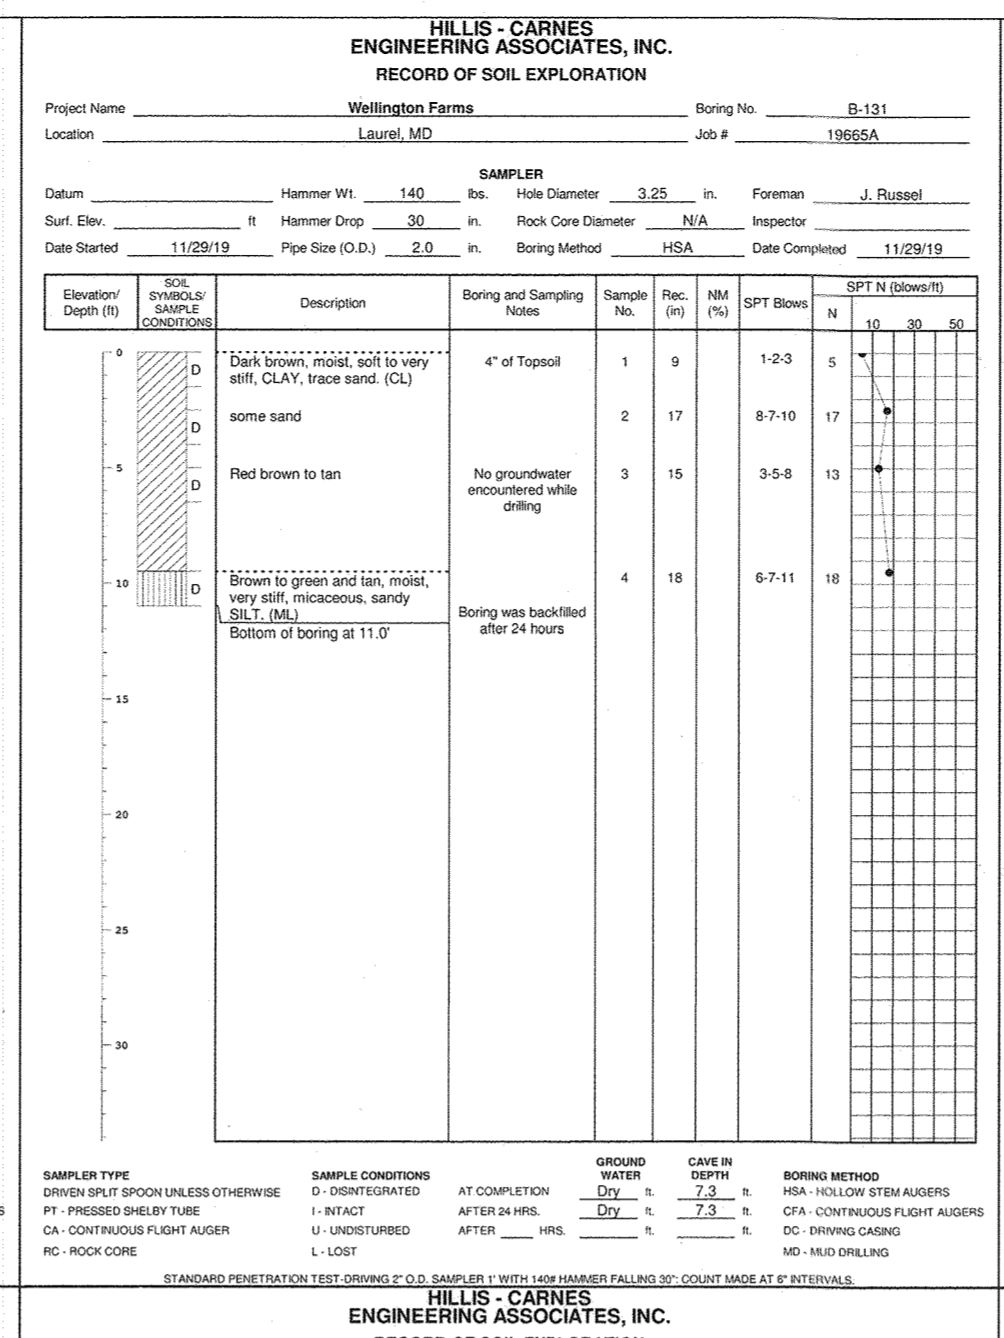 HILLIS - CARNES
ENGINEERING ASSOCIATES, INC.
RECORD OF SOIL EXPLORATION
Project Name Wellington Farms Boring No. B-131
Location Laurel, MD Job # 19665A
SAMPLER
Datum Hammer Wt. 140 lbs. Hole Diameter 3.25 in. Foreman J. Russel
Surf. Elev. ft Hammer Drop 30 in. Rock Core Diameter N/A Inspector
Date Started 11/29/19 Pipe Size (O.D.) 2.0 in. Boring Method HSA Date Completed 11/29/19
Elevation/ Depth (ft) SOIL SYMBOLS/ SAMPLE CONDITIONS Description Boring and Sampling Notes Sample No. Rec. (in) NM (%) SPT Blows N SPT N (blows/ft)
10 30 50
0 D Dark brown, moist, soft to very 4" of Topsoil 1 9 1-2-3 5
stiff, CLAY, trace sand. (CL)
D some sand 2 17 8-7-10 17
5 D Red brown to tan No groundwater 3 15 3-5-8 13
encountered while
drilling
10 D Brown to green and tan, moist, 4 18 6-7-11 18
very stiff, micaceous, sandy
SILT. (ML) Boring was backfilled
Bottom of boring at 11.0' after 24 hours
15
20
25
30
GROUND WATER CAVE IN DEPTH
SAMPLER TYPE SAMPLE CONDITIONS BORING METHOD
DRIVEN SPLIT SPOON UNLESS OTHERWISE D - DISINTEGRATED AT COMPLETION Dry ft. 7.3 ft. HSA - HOLLOW STEM AUGERS
S PT - PRESSED SHELBY TUBE I - INTACT AFTER 24 HRS. Dry ft. 7.3 ft. CFA - CONTINUOUS FLIGHT AUGERS
CA - CONTINUOUS FLIGHT AUGER U - UNDISTURBED AFTER HRS. ft. ft. DC - DRIVING CASING
RC - ROCK CORE L - LOST MD - MUD DRILLING
STANDARD PENETRATION TEST-DRIVING 2" O.D. SAMPLER 1' WITH 140# HAMMER FALLING 30": COUNT MADE AT 6" INTERVALS.
HILLIS - CARNES
ENGINEERING ASSOCIATES, INC.